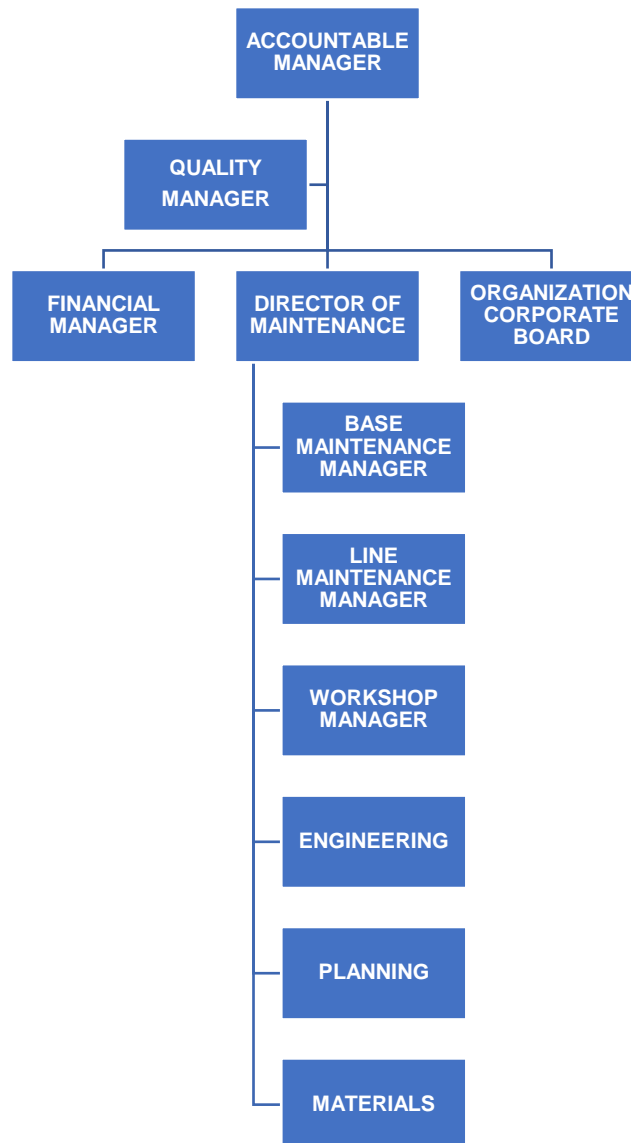 ACCOUNTABLE
MANAGER
QUALITY
MANAGER
FINANCIAL
MANAGER
DIRECTOR OF
MAINTENANCE
ORGANIZATION
CORPORATE
BOARD
BASE
MAINTENANCE
MANAGER
LINE
MAINTENANCE
MANAGER
WORKSHOP
MANAGER
ENGINEERING
PLANNING
MATERIALS